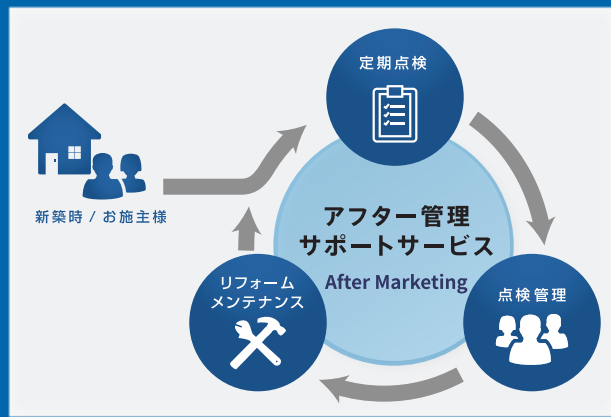 定期点検
新築時 / お施主様
アフター管理
サポートサービス
After Marketing
点検管理
リフォーム
メンテナンス